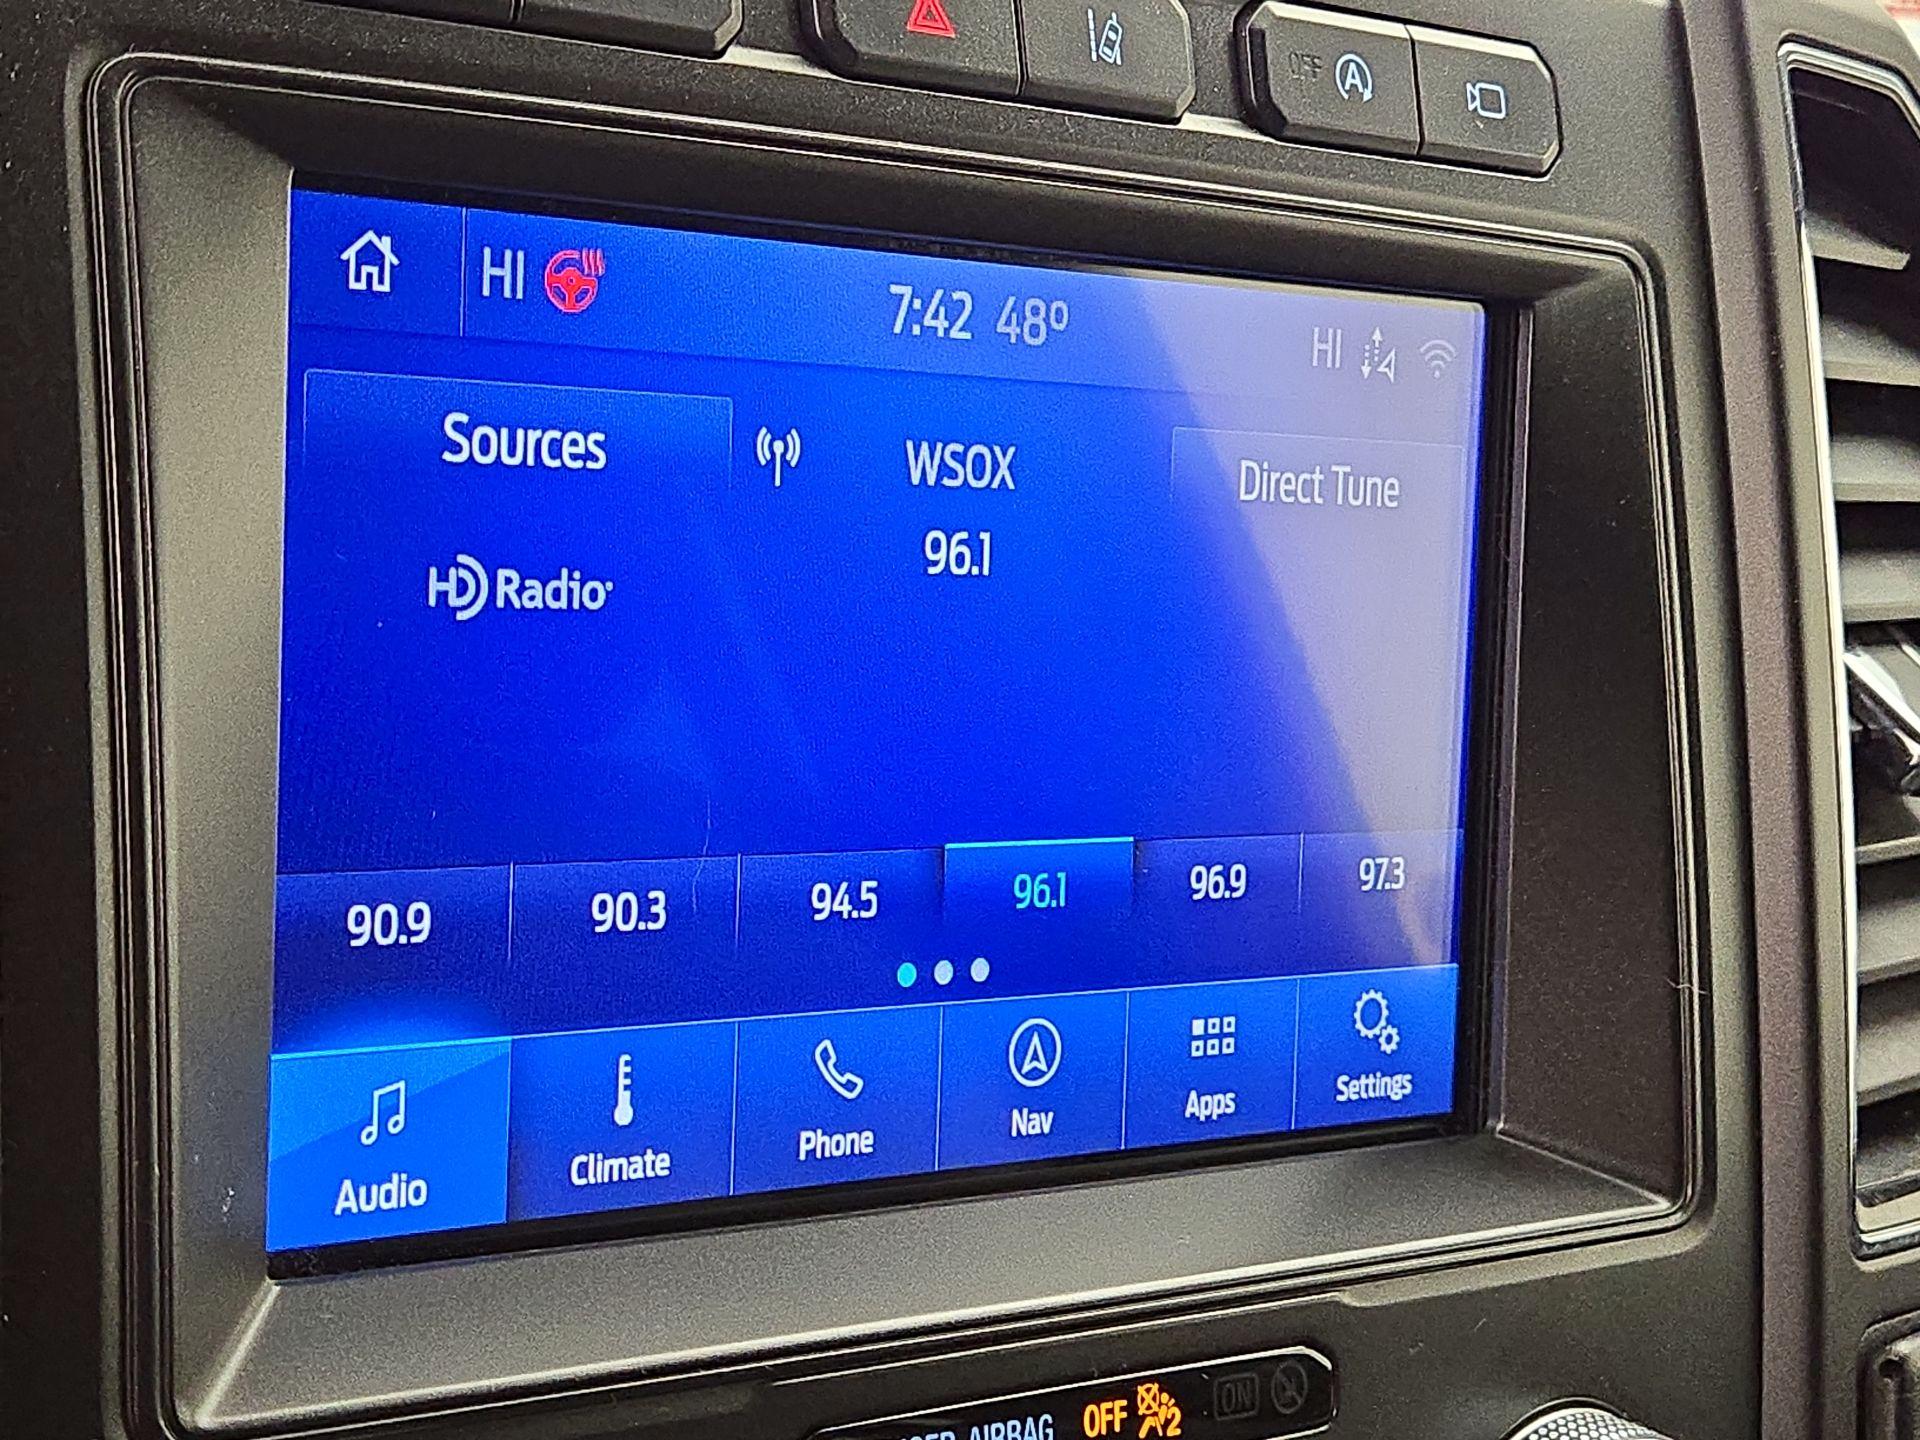 OFF A
HI 7:42 48° HI
Sources WSOX Direct Tune
96.1
HD Radio
90.9 90.3 94.5 96.1 96.9 97.3
Audio Climate Phone Nav Apps Settings
AIRBAG OFF 2 ON